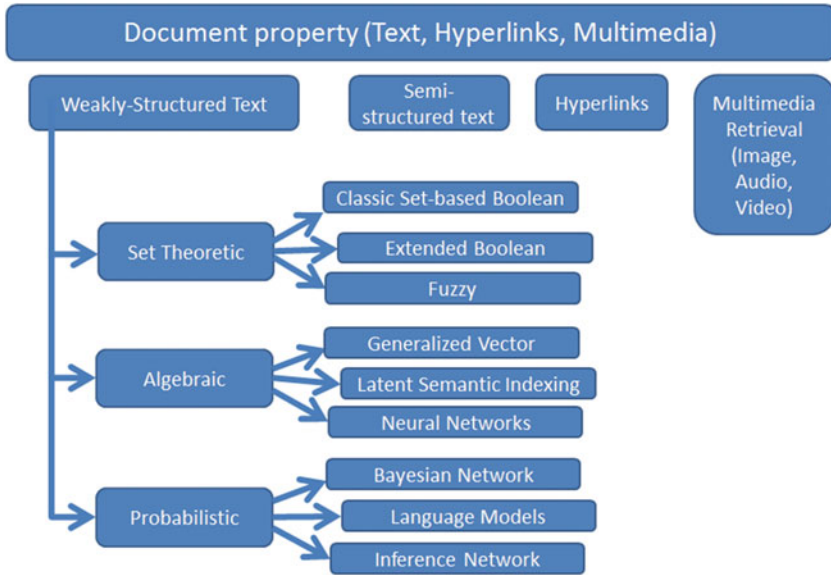 Document property (Text, Hyperlinks, Multimedia)
Weakly-Structured Text
Semi-
structured text
Hyperlinks
Multimedia
Retrieval
(Image,
Audio,
Video)
Set Theoretic
Classic Set-based Boolean
Extended Boolean
Fuzzy
Algebraic
Generalized Vector
Latent Semantic Indexing
Neural Networks
Probabilistic
Bayesian Network
Language Models
Inference Network